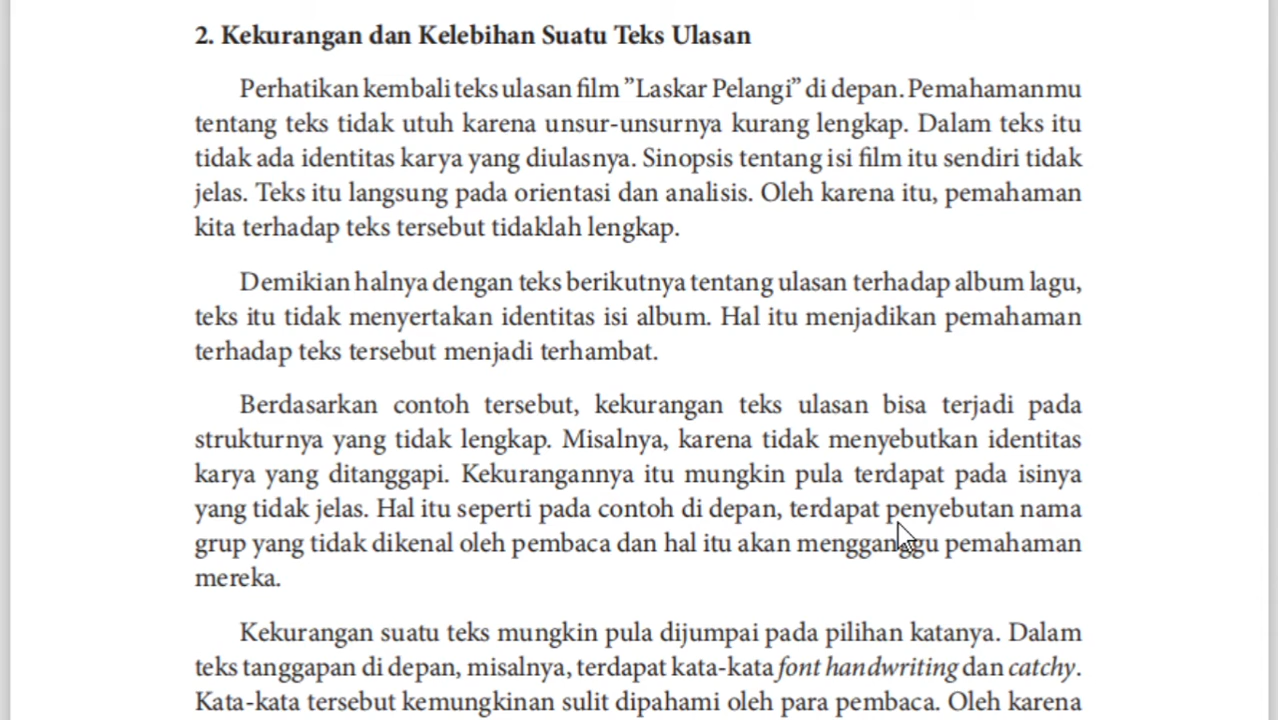 2. Kekurangan dan Kelebihan Suatu Teks Ulasan
Perhatikan kembali teks ulasan film ”Laskar Pelangi” di depan. Pemahamanmu
tentang teks tidak utuh karena unsur-unsurnya kurang lengkap. Dalam teks itu
tidak ada identitas karya yang diulasnya. Sinopsis tentang isi film itu sendiri tidak
jelas. Teks itu langsung pada orientasi dan analisis. Oleh karena itu, pemahaman
kita terhadap teks tersebut tidaklah lengkap.
Demikian halnya dengan teks berikutnya tentang ulasan terhadap album lagu,
teks itu tidak menyertakan identitas isi album. Hal itu menjadikan pemahaman
terhadap teks tersebut menjadi terhambat.
Berdasarkan contoh tersebut, kekurangan teks ulasan bisa terjadi pada
strukturnya yang tidak lengkap. Misalnya, karena tidak menyebutkan identitas
karya yang ditanggapi. Kekurangannya itu mungkin pula terdapat pada isinya
yang tidak jelas. Hal itu seperti pada contoh di depan, terdapat penyebutan nama
grup yang tidak dikenal oleh pembaca dan hal itu akan mengganggu pemahaman
mereka.
Kekurangan suatu teks mungkin pula dijumpai pada pilihan katanya. Dalam
teks tanggapan di depan, misalnya, terdapat kata-kata font handwriting dan catchy.
Kata-kata tersebut kemungkinan sulit dipahami oleh para pembaca. Oleh karena